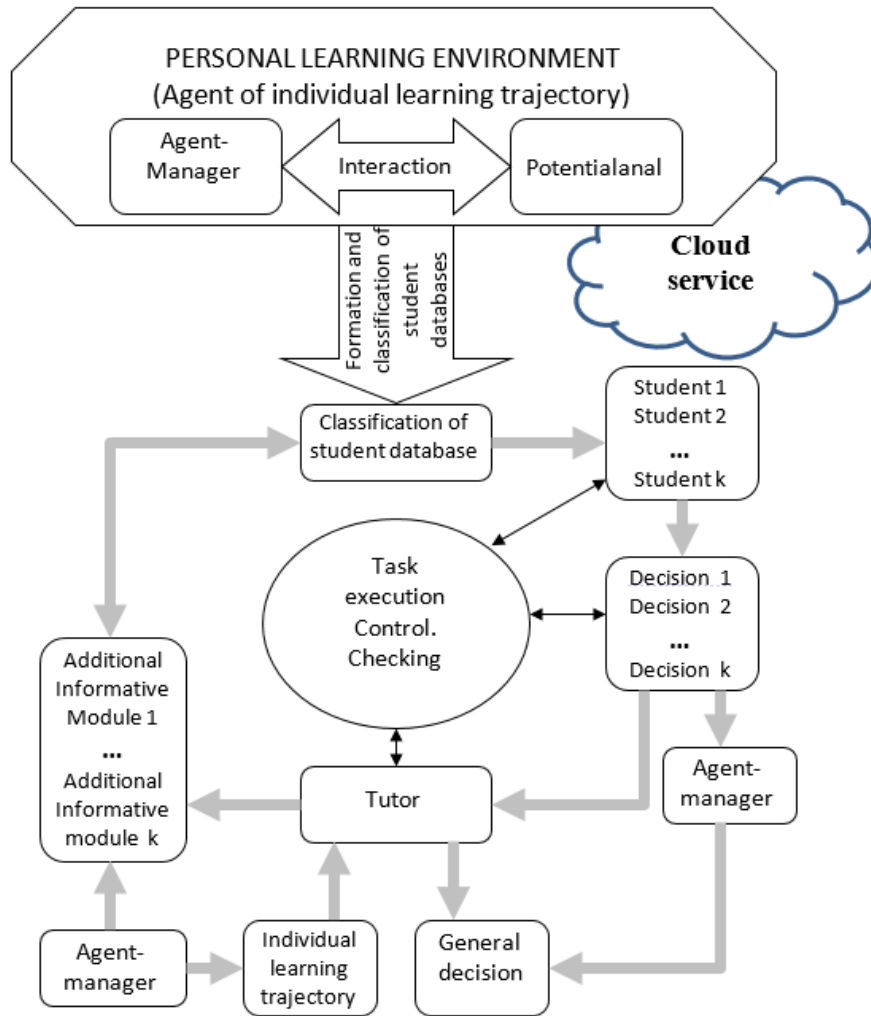 PERSONAL LEARNING ENVIRONMENT
(Agent of individual learning trajectory)
Agent-
Manager
Interaction
Potentialanal
Cloud
service
Formation and
classification of
student
databases
Classification of
student database
Student 1
Student 2
...
Student k
Task
execution
Control.
Checking
Decision 1
Decision 2
...
Decision k
Additional
Informative
Module 1
...
Additional
Informative
module k
Tutor
Agent-
manager
Agent-
manager
Individual
learning
trajectory
General
decision